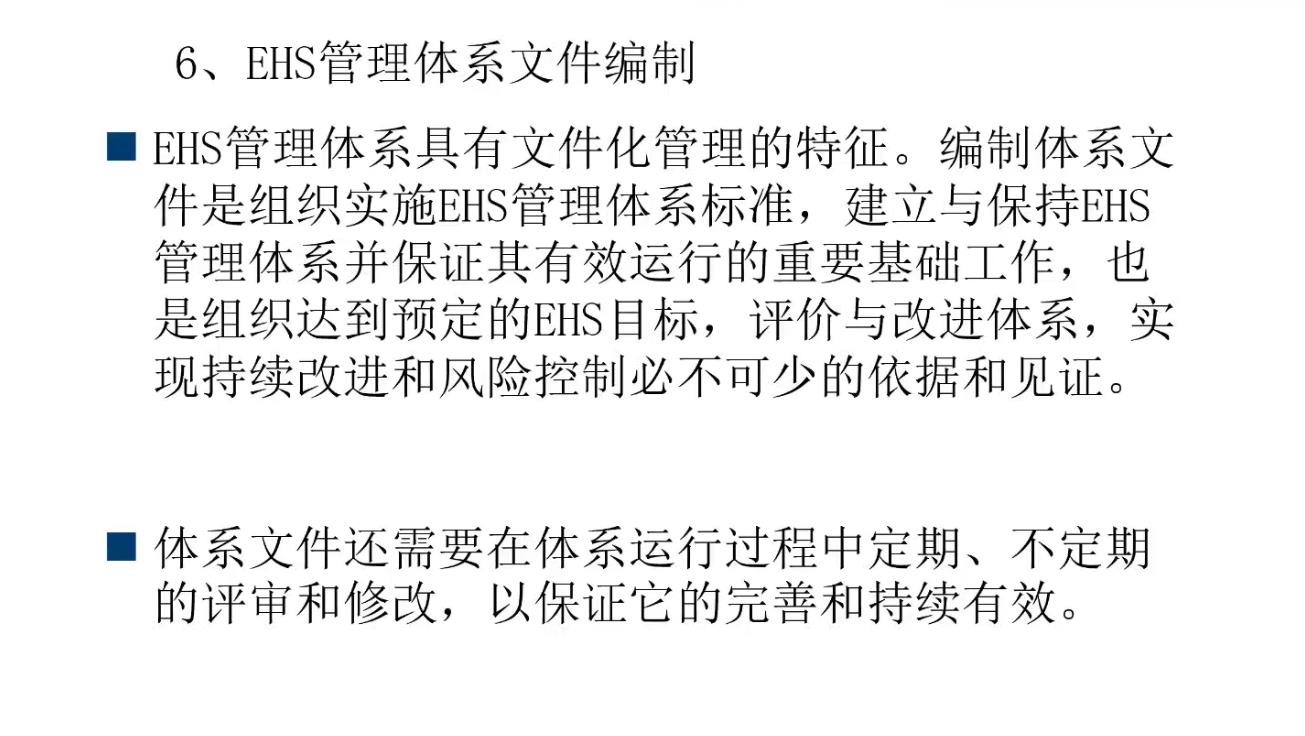 6、EHS管理体系文件编制
EHS管理体系具有文件化管理的特征。编制体系文
件是组织实施EHS管理体系标准，建立与保持EHS
管理体系并保证其有效运行的重要基础工作，也
是组织达到预定的EHS目标，评价与改进体系，实
现持续改进和风险控制必不可少的依据和见证。
体系文件还需要在体系运行过程中定期、不定期
的评审和修改，以保证它的完善和持续有效。